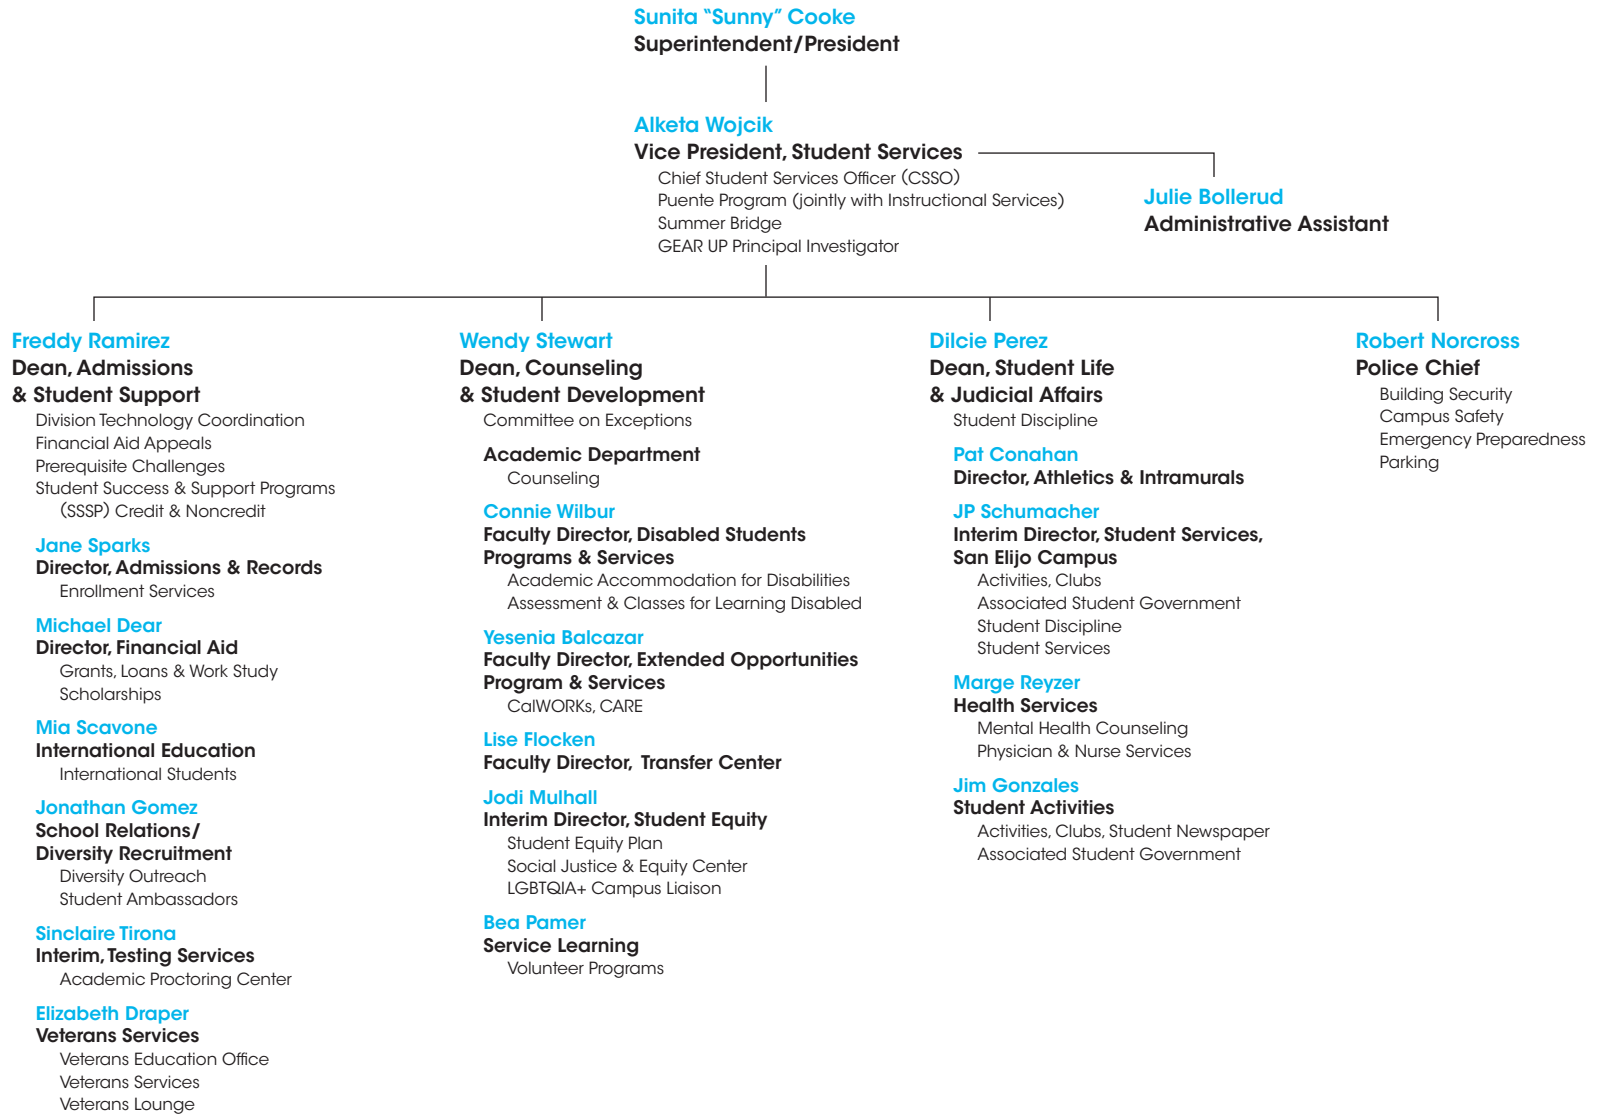 Sunita “Sunny” Cooke
Superintendent/President
Alketa Wojcik
Vice President, Student Services
Chief Student Services Officer (CSSO)
Puente Program (jointly with Instructional Services)
Summer Bridge
GEAR UP Principal Investigator
Julie Bollerud
Administrative Assistant
Freddy Ramirez
Dean, Admissions
& Student Support
Division Technology Coordination
Financial Aid Appeals
Prerequisite Challenges
Student Success & Support Programs
(SSSP) Credit & Noncredit
Jane Sparks
Director, Admissions & Records
Enrollment Services
Michael Dear
Director, Financial Aid
Grants, Loans & Work Study
Scholarships
Mia Scavone
International Education
International Students
Jonathan Gomez
School Relations/
Diversity Recruitment
Diversity Outreach
Student Ambassadors
Sinclaire Tirona
Interim, Testing Services
Academic Proctoring Center
Elizabeth Draper
Veterans Services
Veterans Education Office
Veterans Services
Veterans Lounge
Wendy Stewart
Dean, Counseling
& Student Development
Committee on Exceptions
Academic Department
Counseling
Connie Wilbur
Faculty Director, Disabled Students
Programs & Services
Academic Accommodation for Disabilities
Assessment & Classes for Learning Disabled
Yesenia Balcazar
Faculty Director, Extended Opportunities
Program & Services
CalWORKs, CARE
Lise Flocken
Faculty Director, Transfer Center
Jodi Mulhall
Interim Director, Student Equity
Student Equity Plan
Social Justice & Equity Center
LGBTQIA+ Campus Liaison
Bea Pamer
Service Learning
Volunteer Programs
Dilcie Perez
Dean, Student Life
& Judicial Affairs
Student Discipline
Pat Conahan
Director, Athletics & Intramurals
JP Schumacher
Interim Director, Student Services,
San Elijo Campus
Activities, Clubs
Associated Student Government
Student Discipline
Student Services
Marge Reyzer
Health Services
Mental Health Counseling
Physician & Nurse Services
Jim Gonzales
Student Activities
Activities, Clubs, Student Newspaper
Associated Student Government
Robert Norcross
Police Chief
Building Security
Campus Safety
Emergency Preparedness
Parking